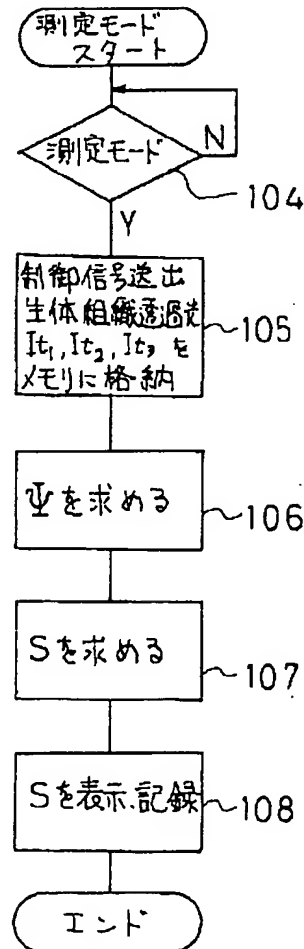 測定モード
スタート
N
測定モード
104
Y
制御信号送出
生体組織透過光
It₁, It₂, It₃ を
メモリに格納
105
Ψを求める
106
Sを求める
107
Sを表示、記録
108
エンド